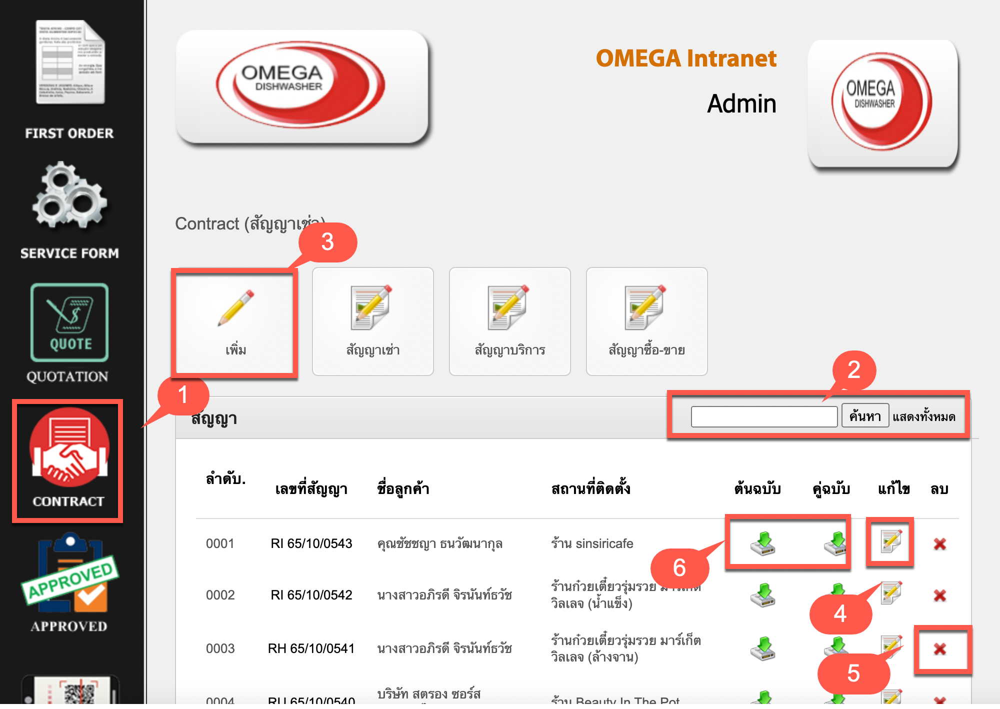 FIRST ORDER
SERVICE FORM
QUOTE
QUOTATION
CONTRACT
APPROVED
APPROVED
OMEGA
DISHWASHER
OMEGA Intranet
Admin
OMEGA
DISHWASHER
Contract (สัญญาเช่า)
3
เพิ่ม
สัญญาเช่า
สัญญาบริการ
สัญญาซื้อ-ขาย
1
2
สัญญา
ค้นหา แสดงทั้งหมด
ลำดับ. เลขที่สัญญา ชื่อลูกค้า สถานที่ติดตั้ง ต้นฉบับ คู่ฉบับ แก้ไข ลบ
0001 RI 65/10/0543 คุณชัชชญา ธนวัฒนากุล ร้าน sinsiricafe
6
0002 RI 65/10/0542 นางสาวอภิรดี จิรนันท์ธวัช ร้านก๋วยเตี๋ยวรุ่มรวย มาร์เก็ต
วิลเลจ (น้ำแข็ง)
4
0003 RH 65/10/0541 นางสาวอภิรดี จิรนันท์ธวัช ร้านก๋วยเตี๋ยวรุ่มรวย มาร์เก็ต
วิลเลจ (ล้างจาน)
5
บริษัท สตรอง ซอร์ส
0004 RU 65/10/0540 ร้าน Beauty In The Pot